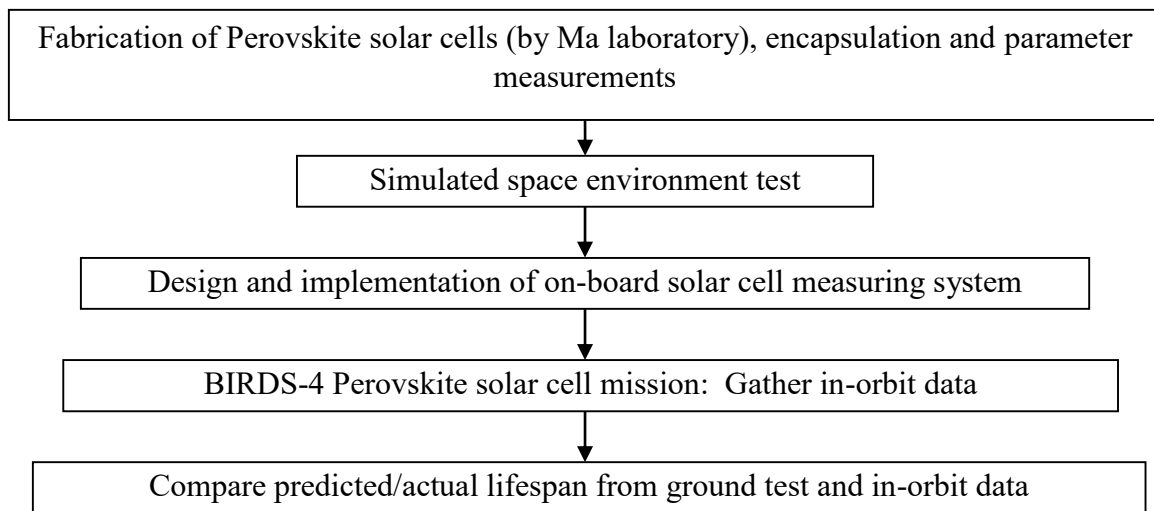 Fabrication of Perovskite solar cells (by Ma laboratory), encapsulation and parameter
measurements
Simulated space environment test
Design and implementation of on-board solar cell measuring system
BIRDS-4 Perovskite solar cell mission:  Gather in-orbit data
Compare predicted/actual lifespan from ground test and in-orbit data